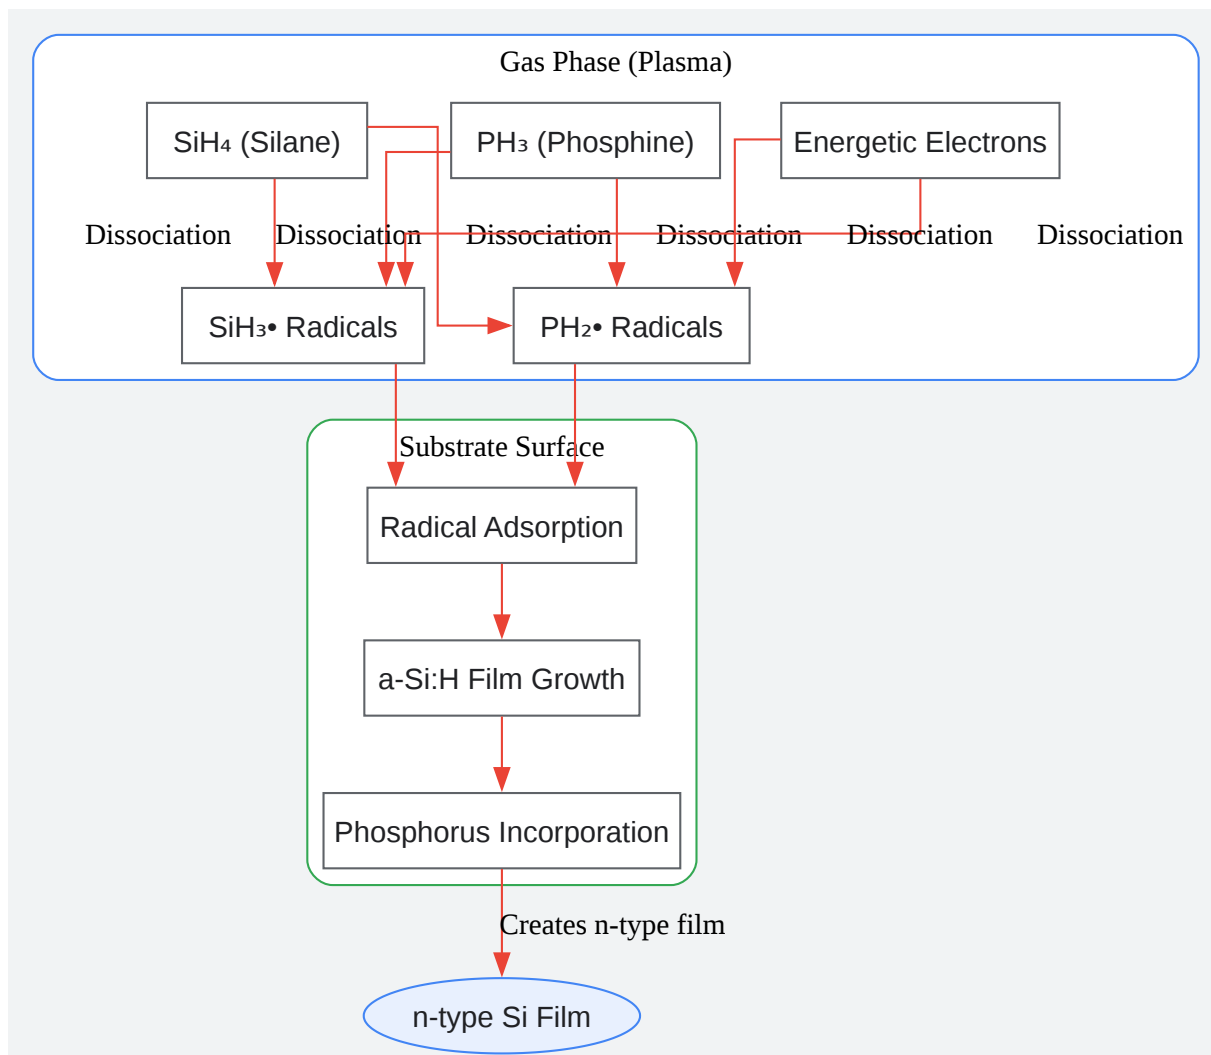 Gas Phase (Plasma)
SiH₄ (Silane)
PH₃ (Phosphine)
Energetic Electrons
Dissociation
Dissociation
Dissociation
Dissociation
Dissociation
Dissociation
SiH₃• Radicals
PH₂• Radicals
Substrate Surface
Radical Adsorption
a-Si:H Film Growth
Phosphorus Incorporation
Creates n-type film
n-type Si Film